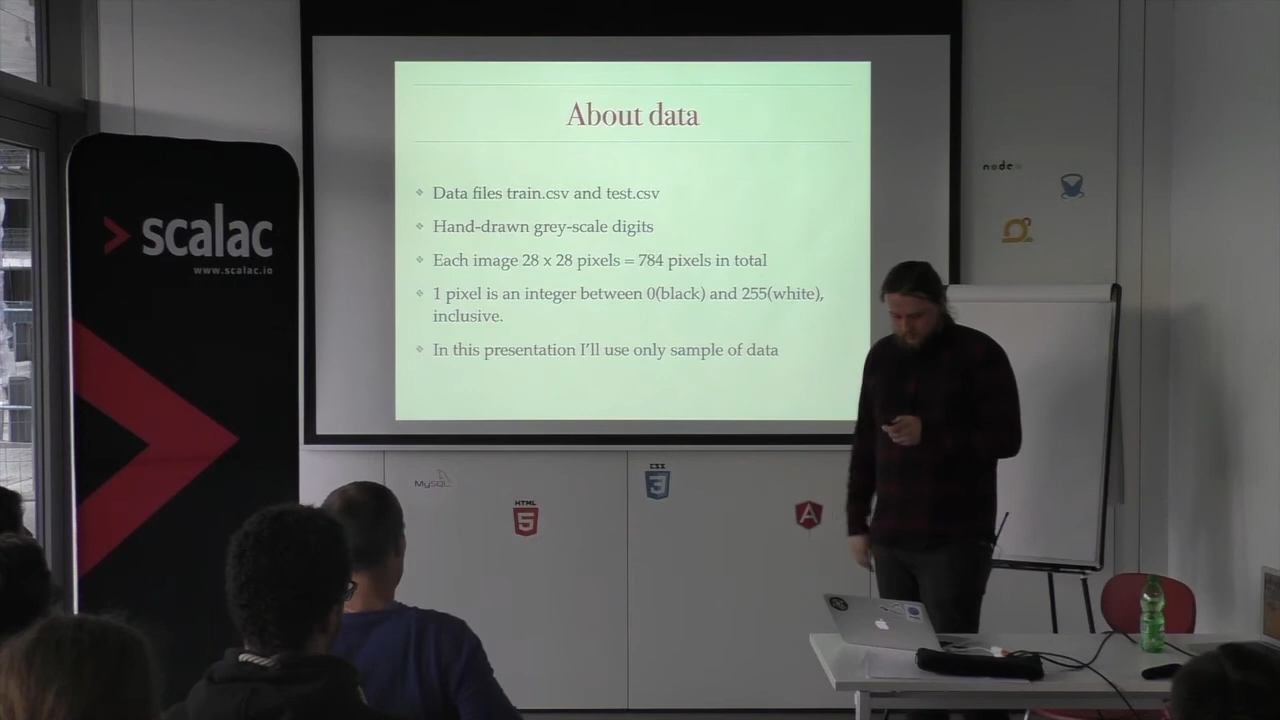 About data
Data files train.csv and test.csv
Hand-drawn grey-scale digits
Each image 28 x 28 pixels = 784 pixels in total
1 pixel is an integer between 0(black) and 255(white),
inclusive.
In this presentation I'll use only sample of data
scalac
www.scalac.io
node
MySQL
HTML
5
CSS
3
A